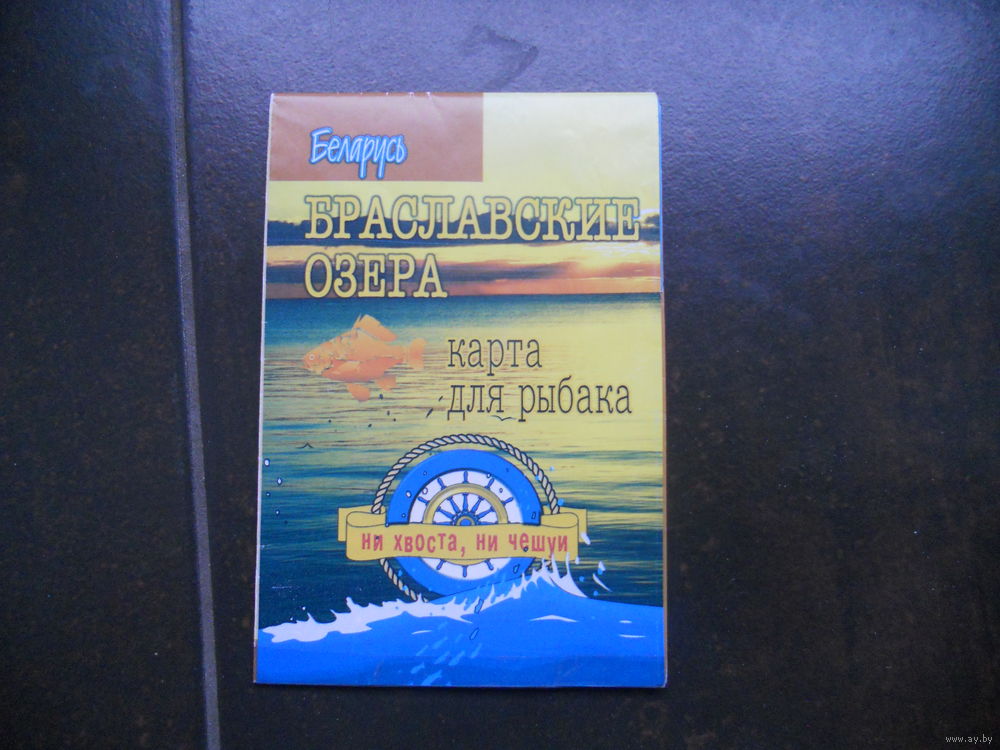 Беларусь
БРАСЛАВСКИЕ
ОЗЕРА
карта
для рыбака
ни хвоста, ни чешуи
www.ay.by